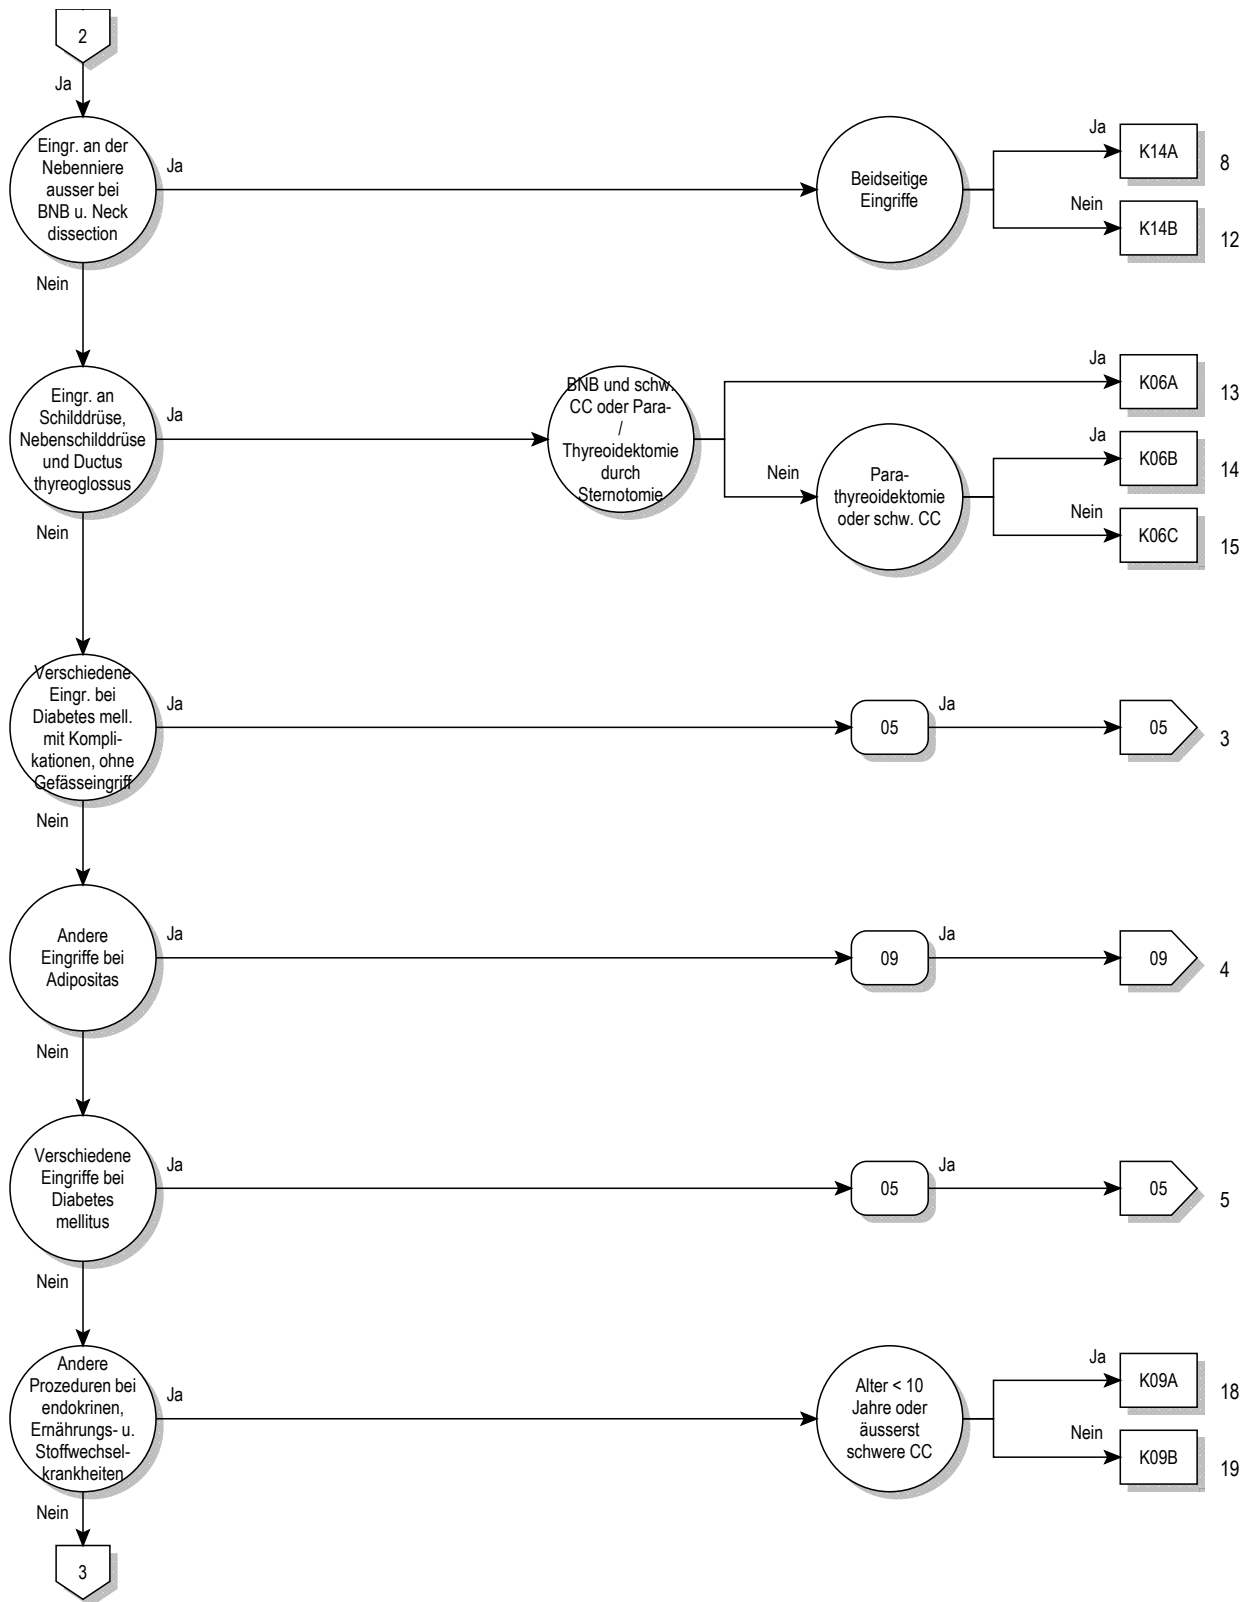 2
Ja
Eingr. an der
Nebenniere
ausser bei
BNB u. Neck
dissection
Ja
Beidseitige
Eingriffe
Ja
K14A
8
Nein
K14B
12
Nein
Eingr. an
Schilddrüse,
Nebenschilddrüse
und Ductus
thyreoglossus
Ja
BNB und schw.
CC oder Para-
/
Thyreoidektomie
durch
Sternotomie
Ja
K06A
13
Nein
Para-
thyreoidektomie
oder schw. CC
Ja
K06B
14
Nein
K06C
15
Nein
Verschiedene
Eingr. bei
Diabetes mell.
mit Kompli-
kationen, ohne
Gefässeingriff
Ja
05
Ja
05
3
Nein
Andere
Eingriffe bei
Adipositas
Ja
09
Ja
09
4
Nein
Verschiedene
Eingriffe bei
Diabetes
mellitus
Ja
05
Ja
05
5
Nein
Andere
Prozeduren bei
endokrinen,
Ernährungs- u.
Stoffwechsel-
krankheiten
Ja
Alter < 10
Jahre oder
äusserst
schwere CC
Ja
K09A
18
Nein
K09B
19
Nein
3